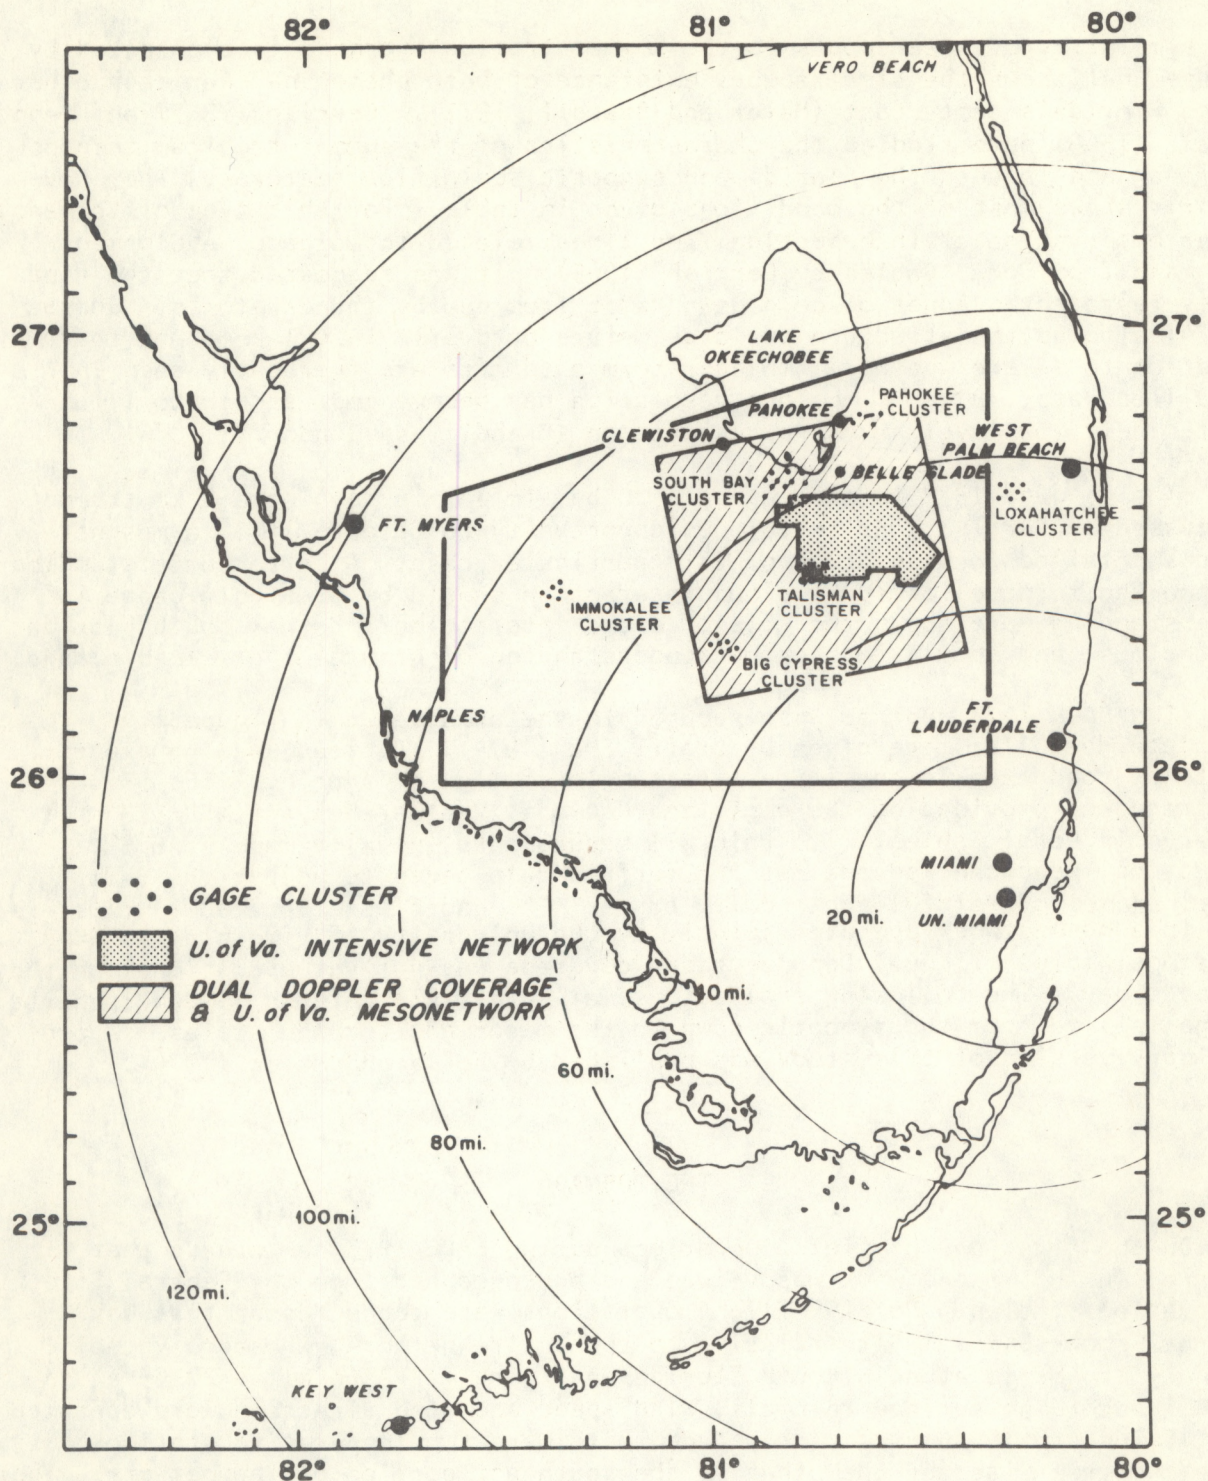 82°
81°
80°
VERO BEACH
27°
27°
LAKE
OKEECHOBEE
PAHOKEE
PAHOKEE
CLUSTER
CLEWISTON
WEST
PALM BEACH
SOUTH BAY
CLUSTER
BELLE GLADE
LOXAHATCHEE
CLUSTER
FT. MYERS
IMMOKALEE
CLUSTER
TALISMAN
CLUSTER
BIG CYPRESS
CLUSTER
NAPLES
FT.
LAUDERDALE
26°
26°
MIAMI
GAGE CLUSTER
20 mi.
UN. MIAMI
U. of Va. INTENSIVE NETWORK
DUAL DOPPLER COVERAGE
& U. of Va. MESONETWORK
40 mi.
60 mi.
80 mi.
100 mi.
25°
25°
120 mi.
KEY WEST
82°
81°
80°